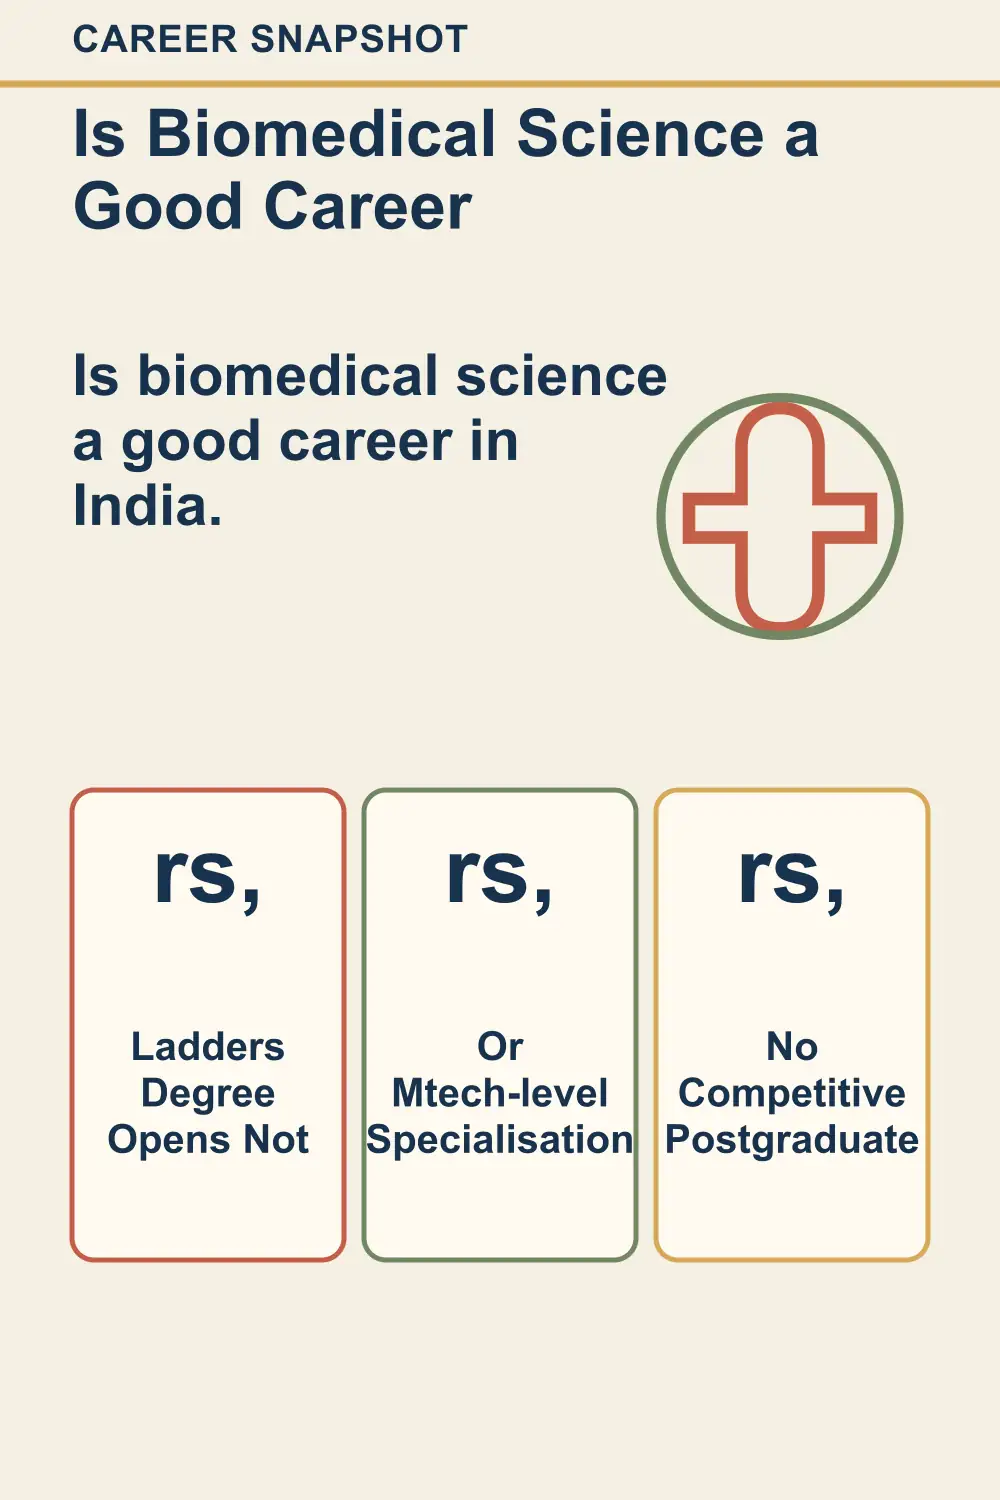 CAREER SNAPSHOT
Is Biomedical Science a
Good Career
Is biomedical science
a good career in
India.
rs,
Ladders
Degree
Opens Not
rs,
Or
Mtech-level
Specialisation
rs,
No
Competitive
Postgraduate